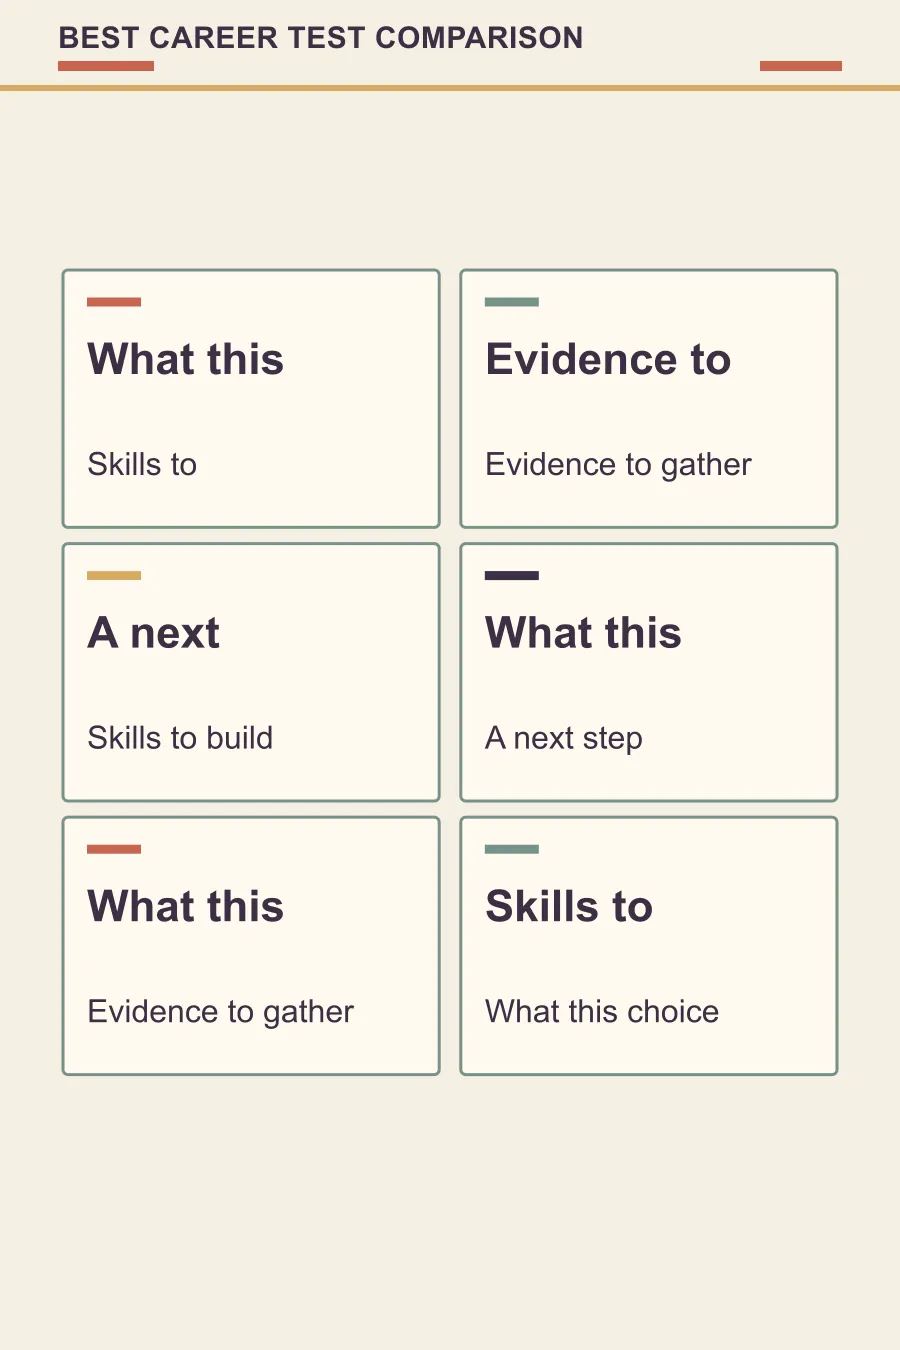 BEST CAREER TEST COMPARISON
What this
Skills to
Evidence to
Evidence to gather
A next
Skills to build
What this
A next step
What this
Evidence to gather
Skills to
What this choice